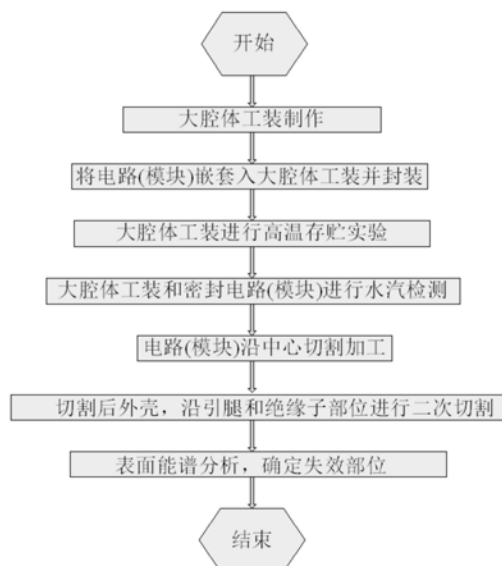 开始
大腔体工装制作
将电路(模块)嵌套入大腔体工装并封装
大腔体工装进行高温存贮实验
大腔体工装和密封电路(模块)进行水汽检测
电路(模块)沿中心切割加工
切割后外壳，沿引腿和绝缘子部位进行二次切割
表面能谱分析，确定失效部位
结束